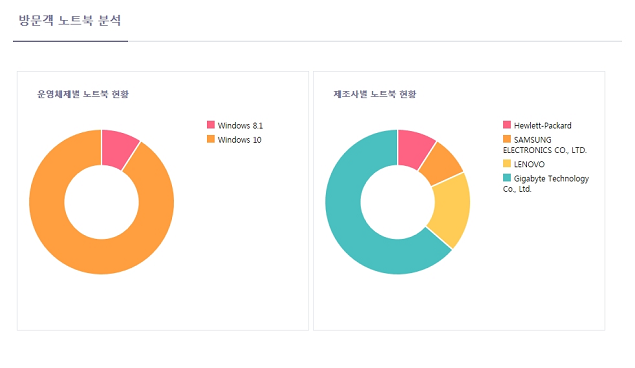 방문객 노트북 분석
운영체제별 노트북 현황
Windows 8.1
Windows 10
제조사별 노트북 현황
Hewlett-Packard
SAMSUNG
ELECTRONICS CO., LTD.
LENOVO
Gigabyte Technology
Co., Ltd.